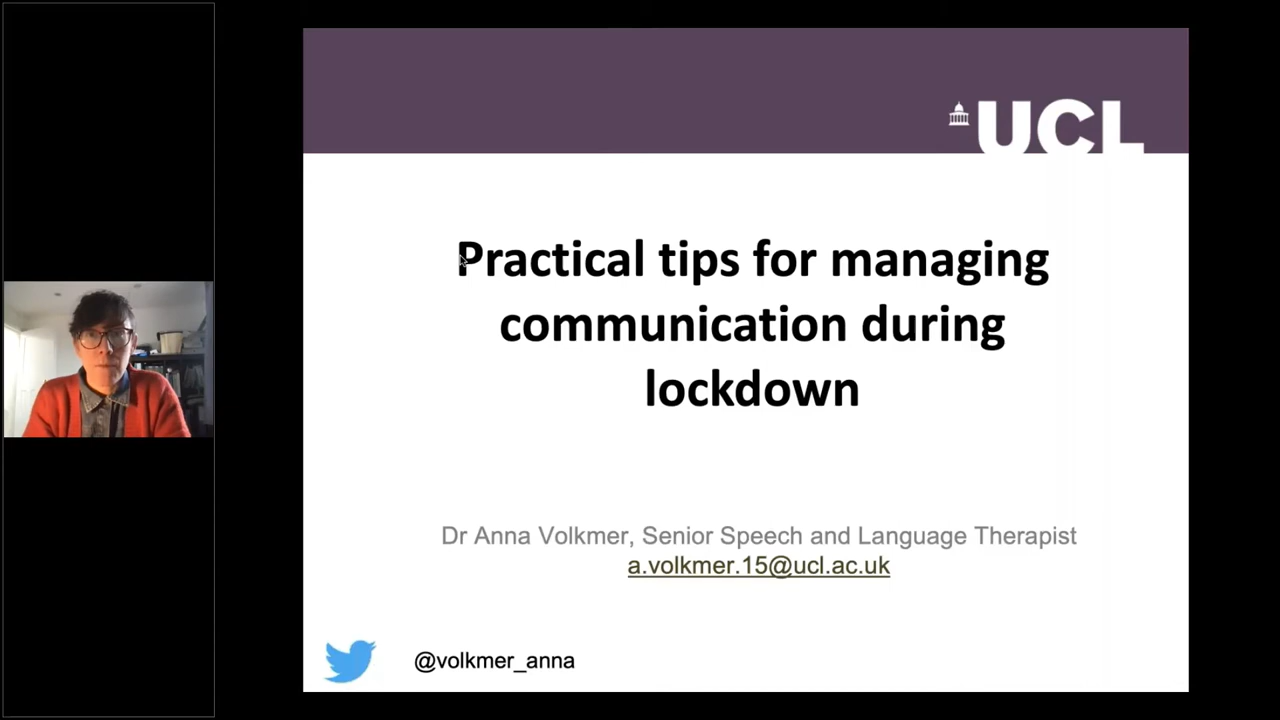 UCL
Practical tips for managing
communication during
lockdown
Dr Anna Volkmer, Senior Speech and Language Therapist
a.volkmer.15@ucl.ac.uk
@volkmer_anna